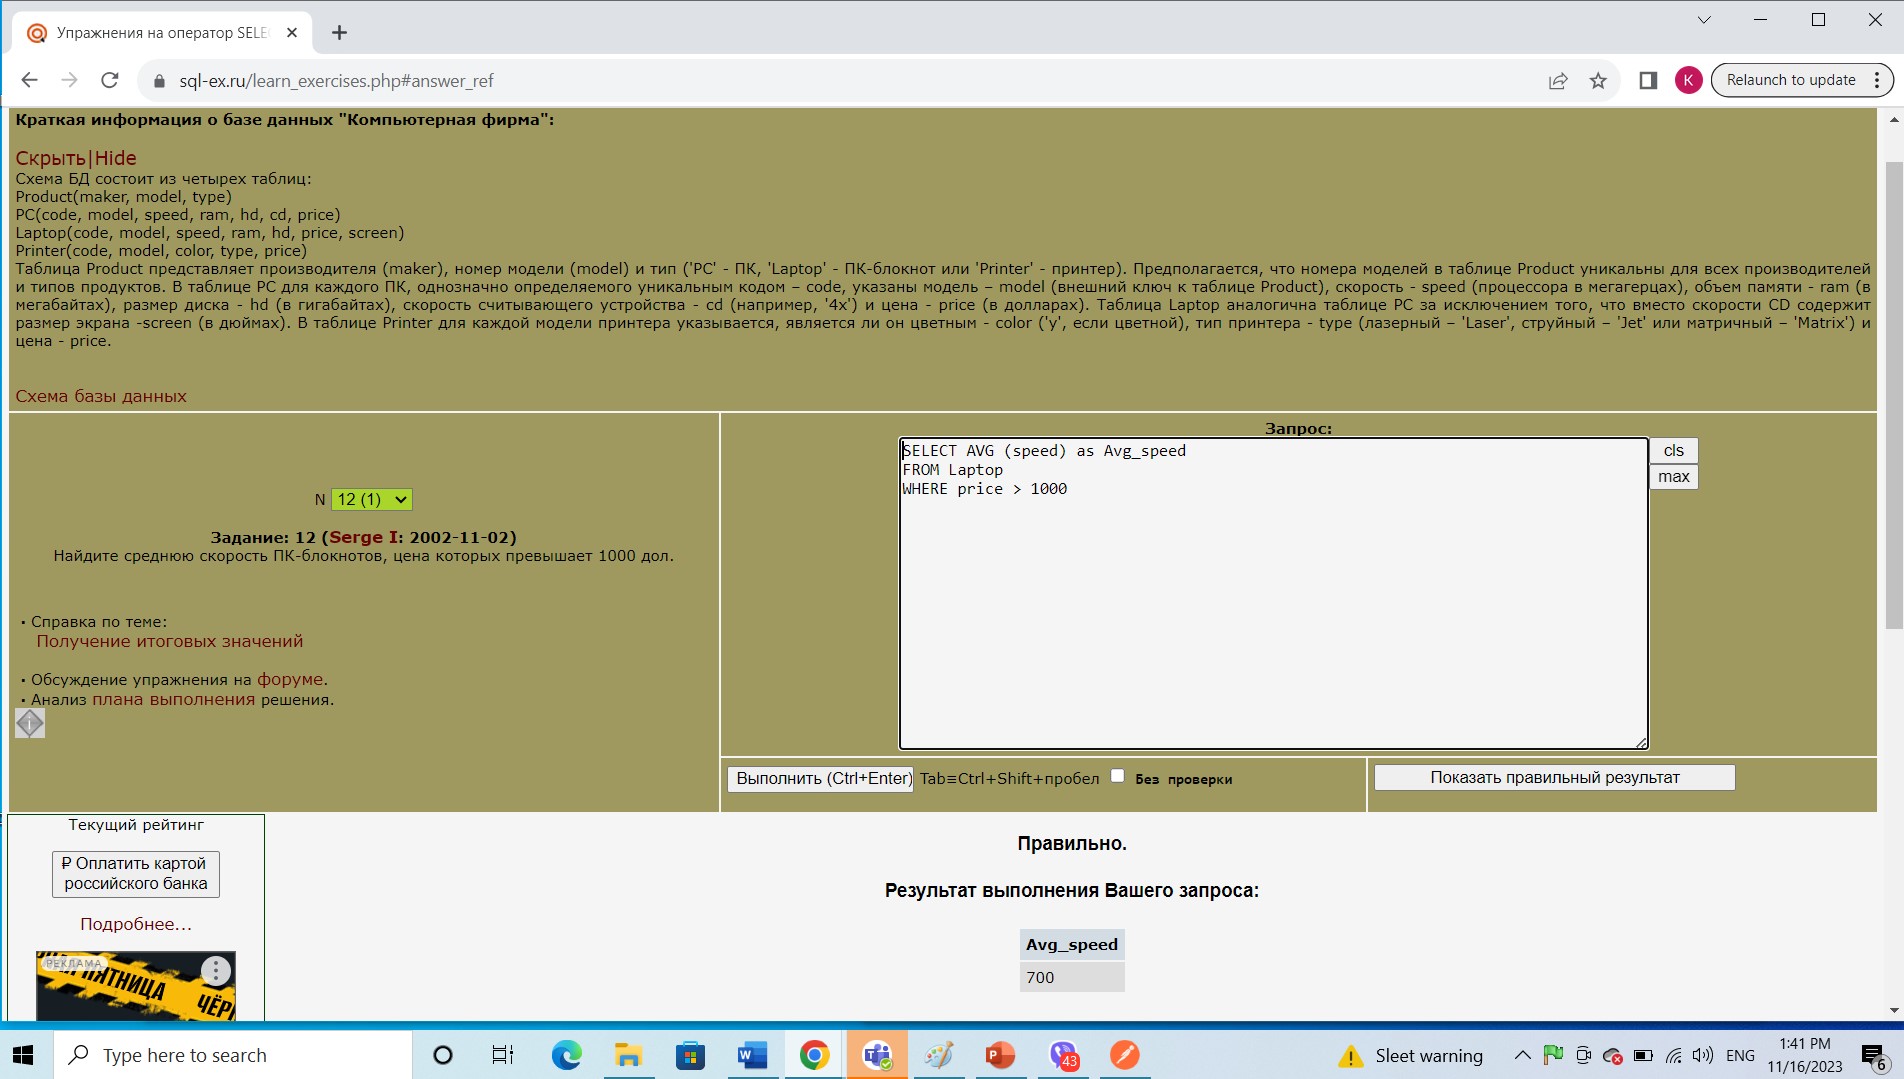 Упражнения на оператор SELE
sql-ex.ru/learn_exercises.php#answer_ref
K
Relaunch to update
Краткая информация о базе данных "Компьютерная фирма":
Скрыть|Hide
Схема БД состоит из четырех таблиц:
Product(maker, model, type)
PC(code, model, speed, ram, hd, cd, price)
Laptop(code, model, speed, ram, hd, price, screen)
Printer(code, model, color, type, price)
Таблица Product представляет производителя (maker), номер модели (model) и тип ('PC' - ПК, 'Laptop' - ПК-блокнот или 'Printer' - принтер). Предполагается, что номера моделей в таблице Product уникальны для всех производителей
и типов продуктов. В таблице PC для каждого ПК, однозначно определяемого уникальным кодом – code, указаны модель – model (внешний ключ к таблице Product), скорость - speed (процессора в мегагерцах), объем памяти - ram (в
мегабайтах), размер диска - hd (в гигабайтах), скорость считывающего устройства - cd (например, '4x') и цена - price (в долларах). Таблица Laptop аналогична таблице PC за исключением того, что вместо скорости CD содержит
размер экрана -screen (в дюймах). В таблице Printer для каждой модели принтера указывается, является ли он цветным - color ('y', если цветной), тип принтера - type (лазерный – 'Laser', струйный – 'Jet' или матричный – 'Matrix') и
цена - price.
Схема базы данных
N 12 (1)
Задание: 12 (Serge I: 2002-11-02)
Найдите среднюю скорость ПК-блокнотов, цена которых превышает 1000 дол.
• Справка по теме:
Получение итоговых значений
• Обсуждение упражнения на форуме.
• Анализ плана выполнения решения.
Запрос:
SELECT AVG (speed) as Avg_speed
FROM Laptop
WHERE price > 1000
cls
max
Выполнить (Ctrl+Enter) Tab≡Ctrl+Shift+пробел Без проверки
Показать правильный результат
Текущий рейтинг
₽ Оплатить картой
российского банка
Подробнее...
РЕКЛАМА
ПЯТНИЦА
ЧЁР
Правильно.
Результат выполнения Вашего запроса:
Avg_speed
700
Type here to search
43
Sleet warning
ENG
1:41 PM
11/16/2023
6